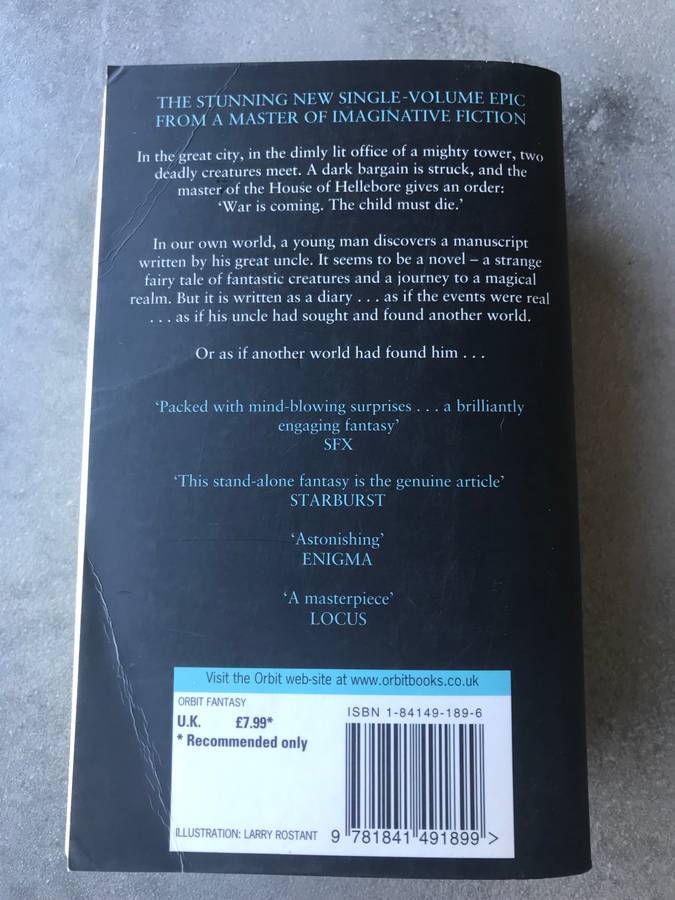 THE STUNNING NEW SINGLE-VOLUME EPIC
FROM A MASTER OF IMAGINATIVE FICTION
In the great city, in the dimly lit office of a mighty tower, two
deadly creatures meet. A dark bargain is struck, and the
master of the House of Hellebore gives an order:
‘War is coming. The child must die.’
In our own world, a young man discovers a manuscript
written by his great uncle. It seems to be a novel – a strange
fairy tale of fantastic creatures and a journey to a magical
realm. But it is written as a diary . . . as if the events were real
. . . as if his uncle had sought and found another world.
Or as if another world had found him . . .
‘Packed with mind-blowing surprises . . . a brilliantly
engaging fantasy’
SFX
‘This stand-alone fantasy is the genuine article’
STARBURST
‘Astonishing’
ENIGMA
‘A masterpiece’
LOCUS
Visit the Orbit web-site at www.orbitbooks.co.uk
ORBIT FANTASY
U.K. £7.99*
* Recommended only
ISBN 1-84149-189-6
ILLUSTRATION: LARRY ROSTANT
9 781841 491899 >